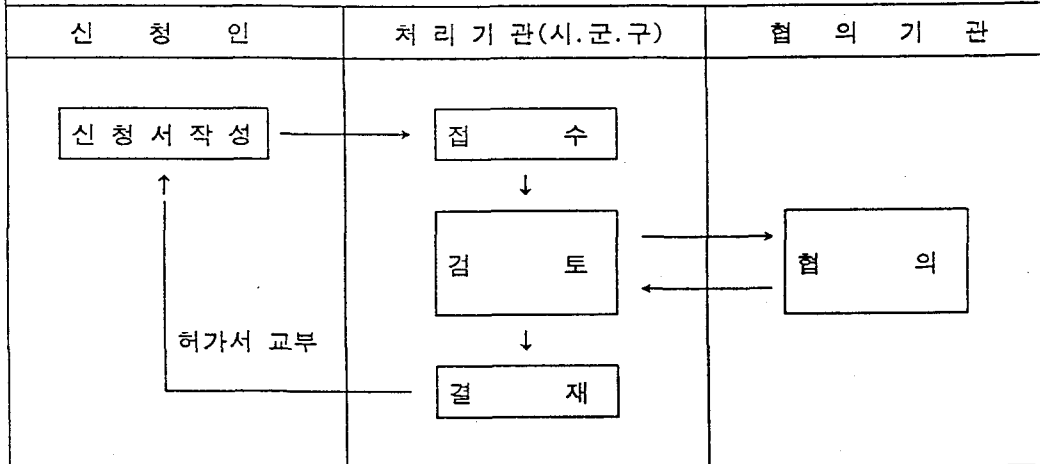 신 청 인
처 리 기 관(시.군.구)
협 의 기 관
신 청 서 작 성
접 수
↓
↑
검 토
협 의
허가서 교부
↓
결 재